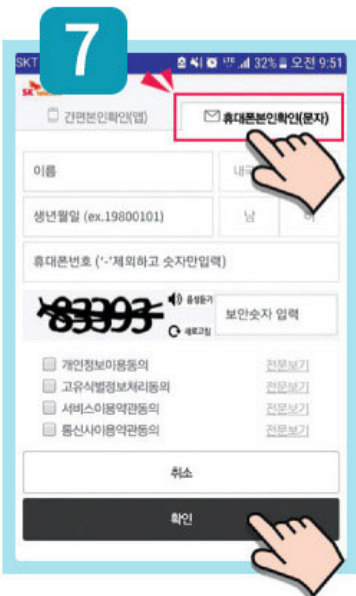 7
SKT 32% 오전 9:51
SK telecom
간편본인확인(앱) 휴대폰본인확인(문자)
이름
생년월일 (ex.19800101) 남
휴대폰번호 ('-'제외하고 숫자만입력)
83393 음성듣기 보안숫자 입력
새로고침
개인정보이용동의 전문보기
고유식별정보처리동의 전문보기
서비스이용약관동의 전문보기
통신사이용약관동의 전문보기
취소
확인